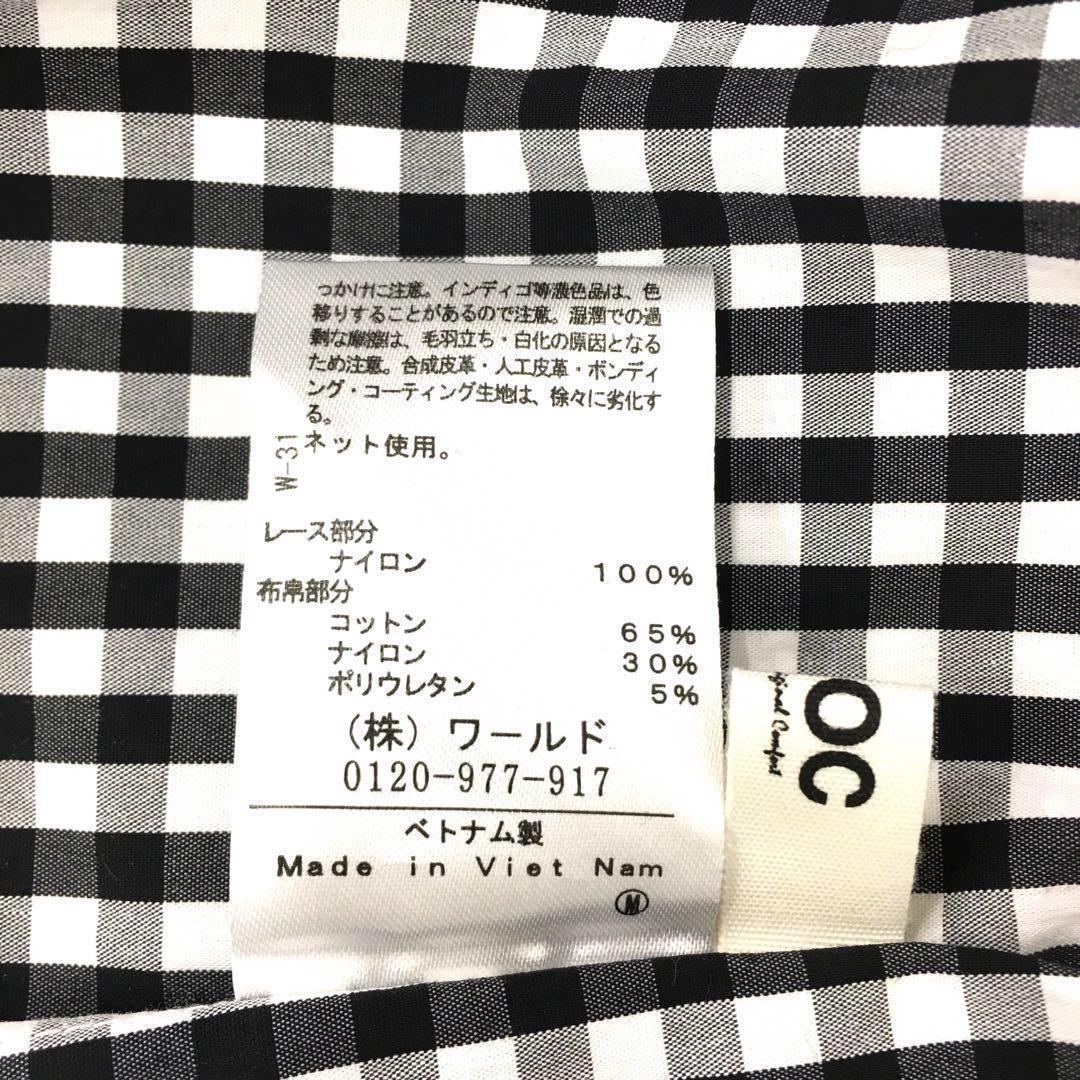 っかけに注意。インディゴ等濃色品は、色
移りすることがあるので注意。湿潤での過
剰な摩擦は、毛羽立ち・白化の原因となる
ため注意。合成皮革・人工皮革・ボンディ
ング・コーティング生地は、徐々に劣化す
る。
ネット使用。
W-31
レース部分
ナイロン 100%
布帛部分
コットン 65%
ナイロン 30%
ポリウレタン 5%
(株)ワールド
0120-977-917
ベトナム製
Made in Viet Nam
M
OC
ginal Comfort